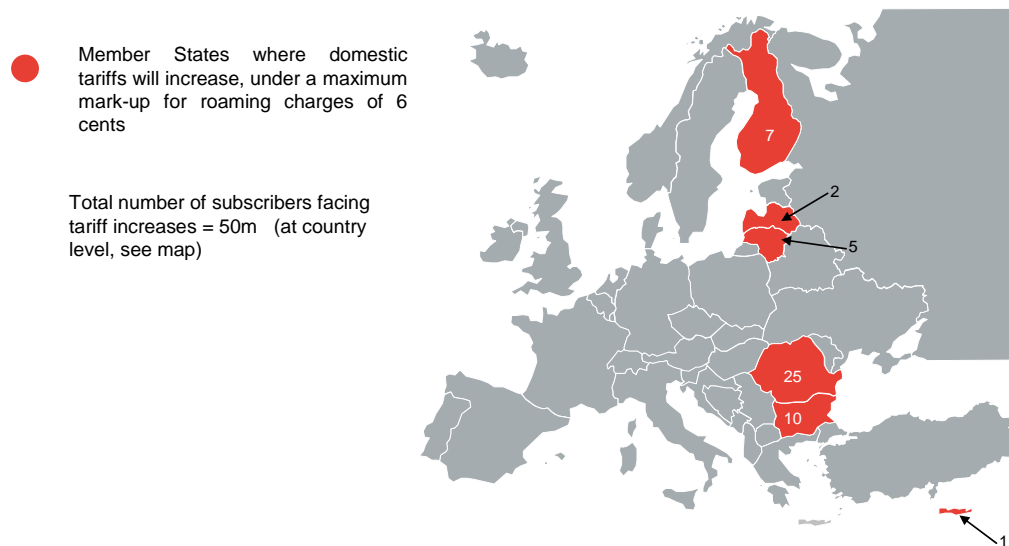 Member States where domestic
tariffs will increase, under a maximum
mark-up for roaming charges of 6
cents
Total number of subscribers facing
tariff increases = 50m (at country
level, see map)
7
2
5
25
10
1